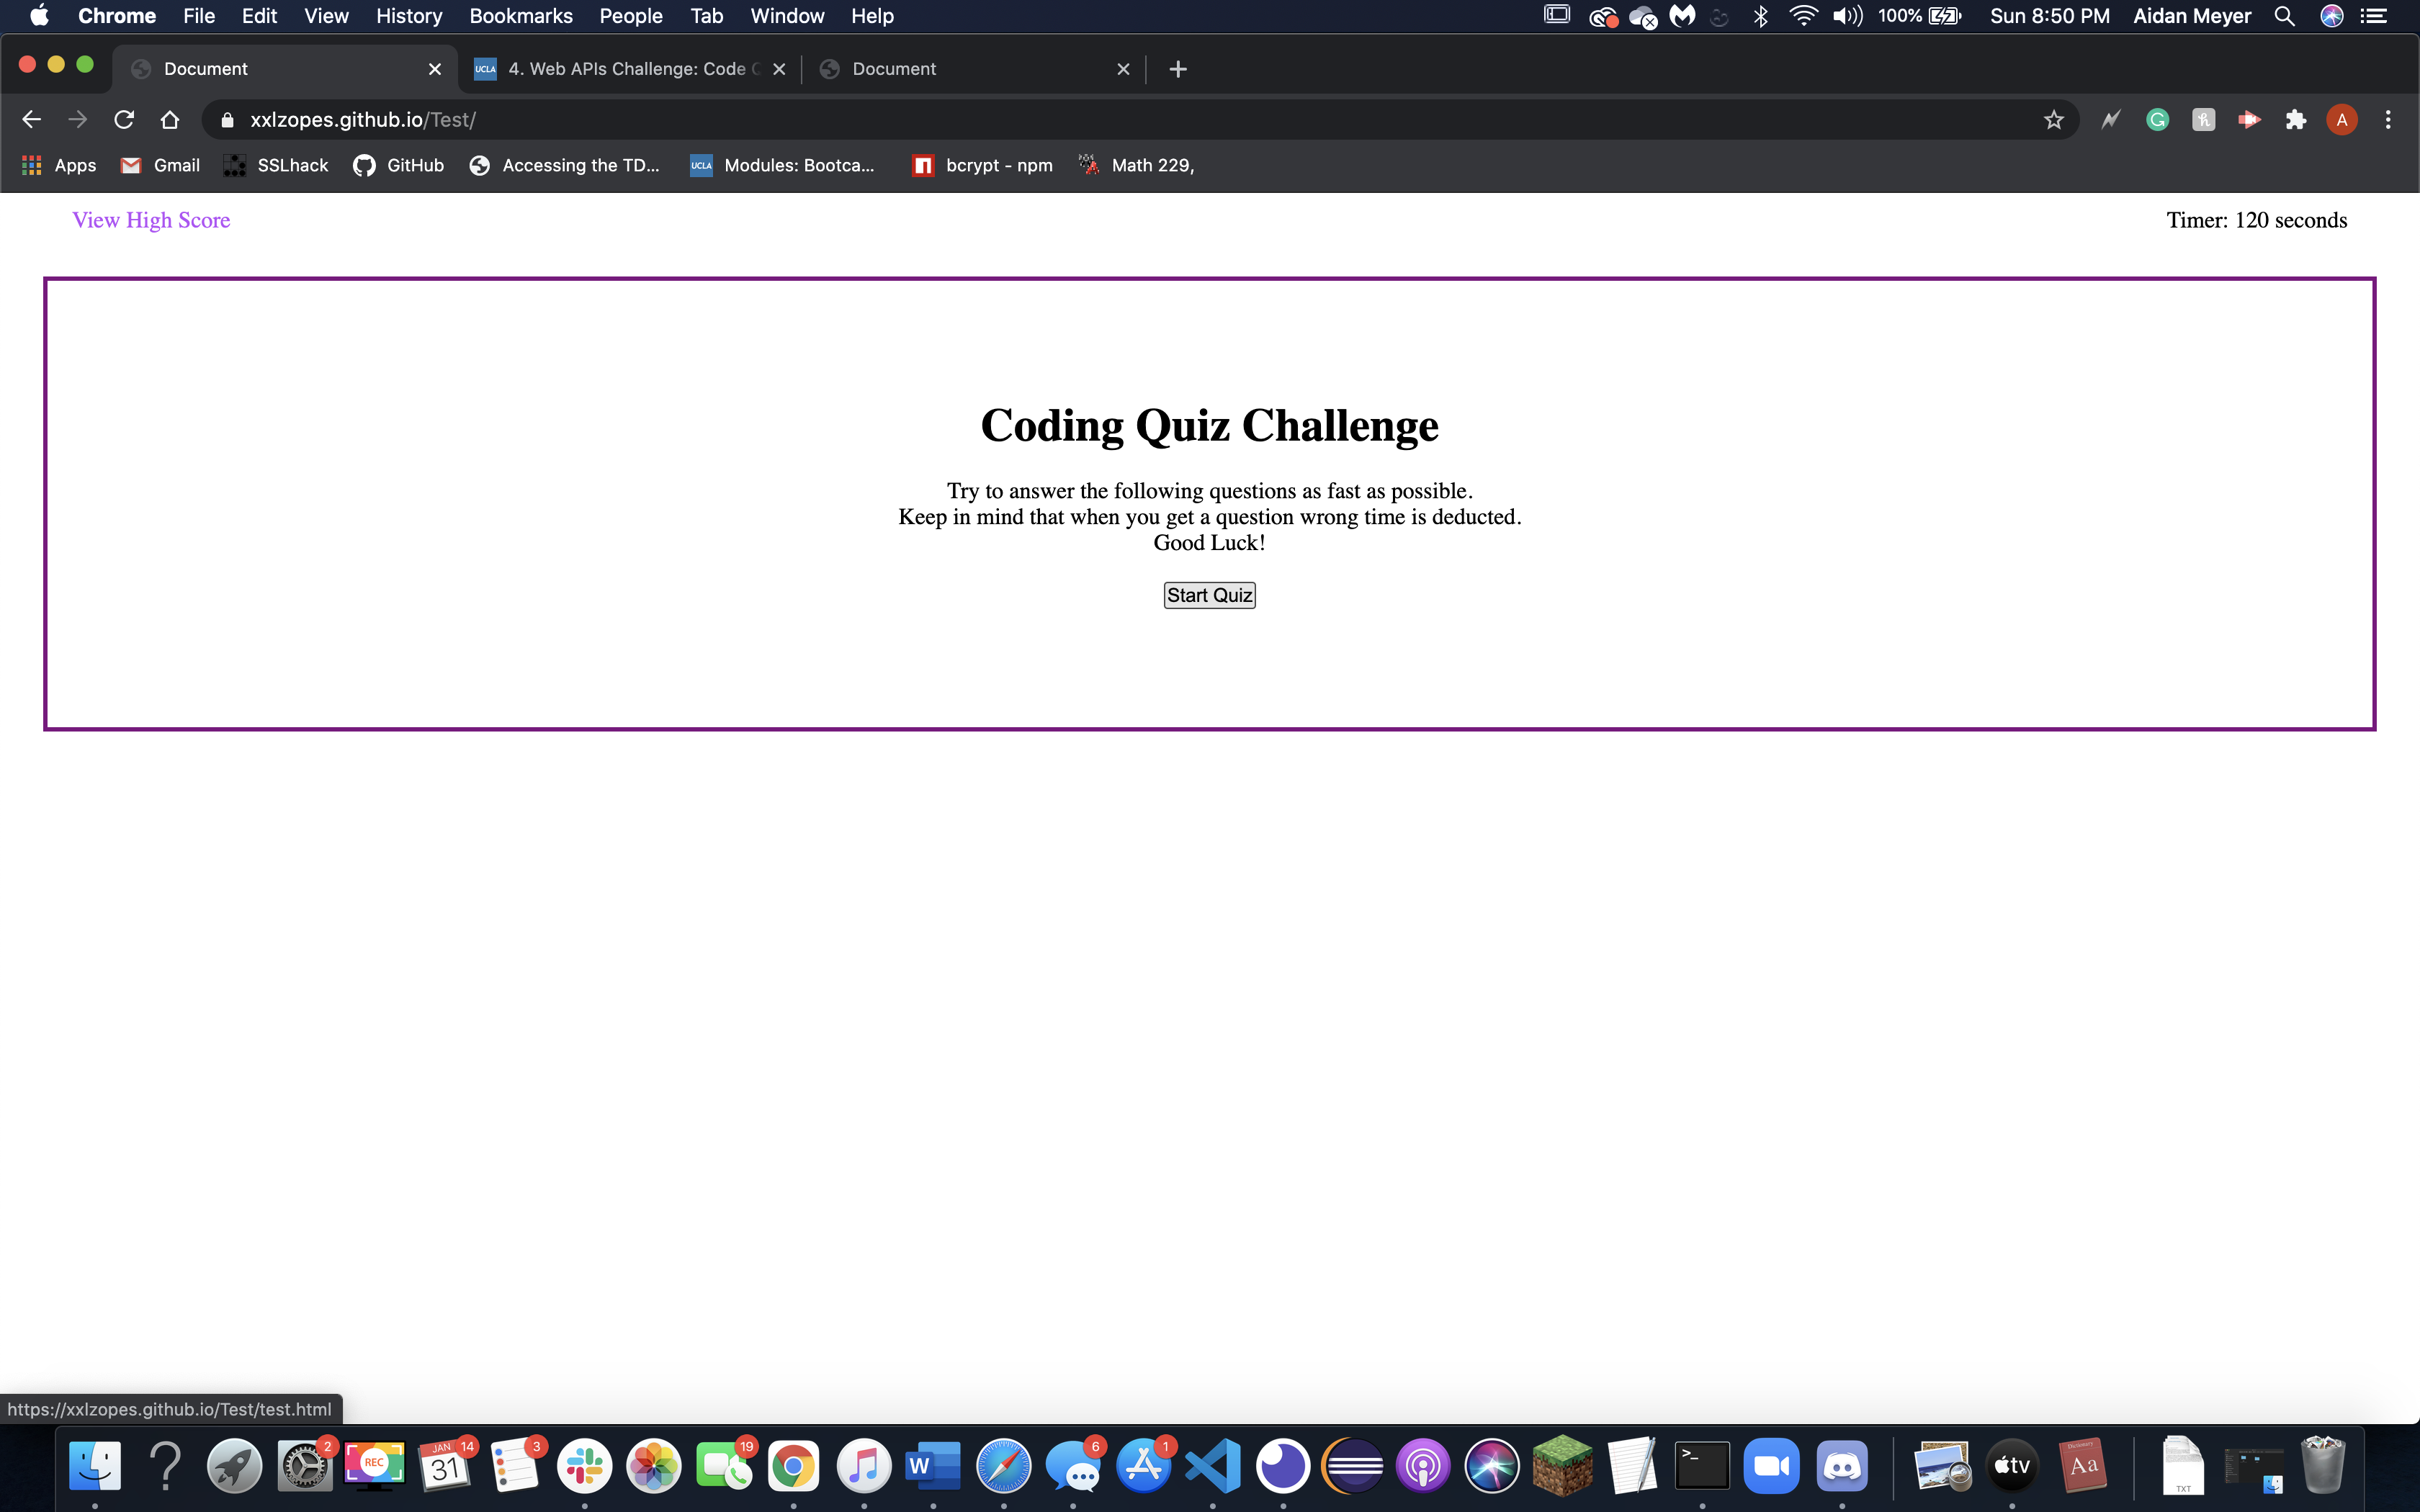 Chrome File Edit View History Bookmarks People Tab Window Help 100% Sun 8:50 PM Aidan Meyer
Document UCLA 4. Web APIs Challenge: Code Document
xxlzopes.github.io/Test/ A
Apps Gmail SSLhack GitHub Accessing the TD... UCLA Modules: Bootca... bcrypt - npm Math 229,
View High Score Timer: 120 seconds
Coding Quiz Challenge
Try to answer the following questions as fast as possible.
Keep in mind that when you get a question wrong time is deducted.
Good Luck!
Start Quiz
https://xxlzopes.github.io/Test/test.html
2 REC JAN 31 14 3 19 W 6 1 >_ tv Dictionary Aa TXT